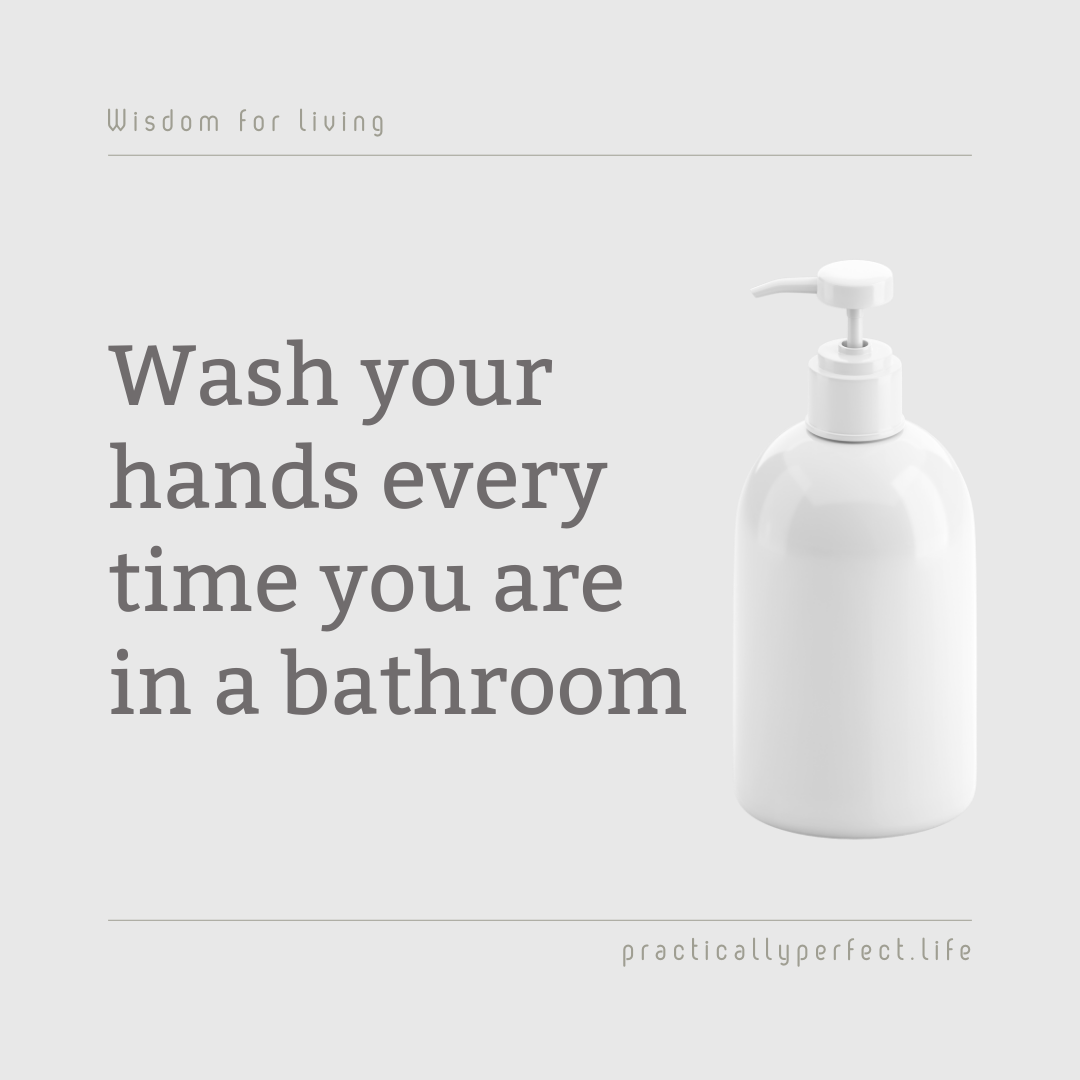 Wisdom for living
Wash your
hands every
time you are
in a bathroom
practicallyperfect.life